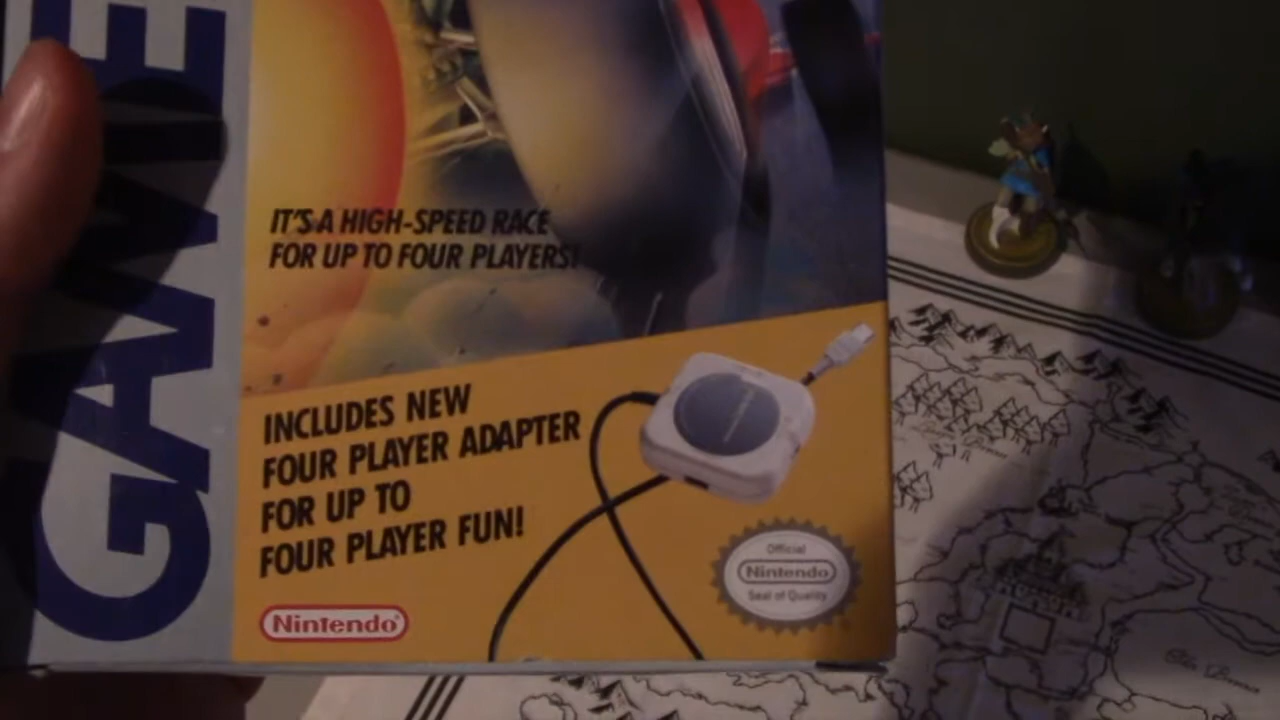 GAME
IT'S A HIGH-SPEED RACE
FOR UP TO FOUR PLAYERS!
INCLUDES NEW
FOUR PLAYER ADAPTER
FOR UP TO
FOUR PLAYER FUN!
Nintendo®
Official
Nintendo
Seal of Quality